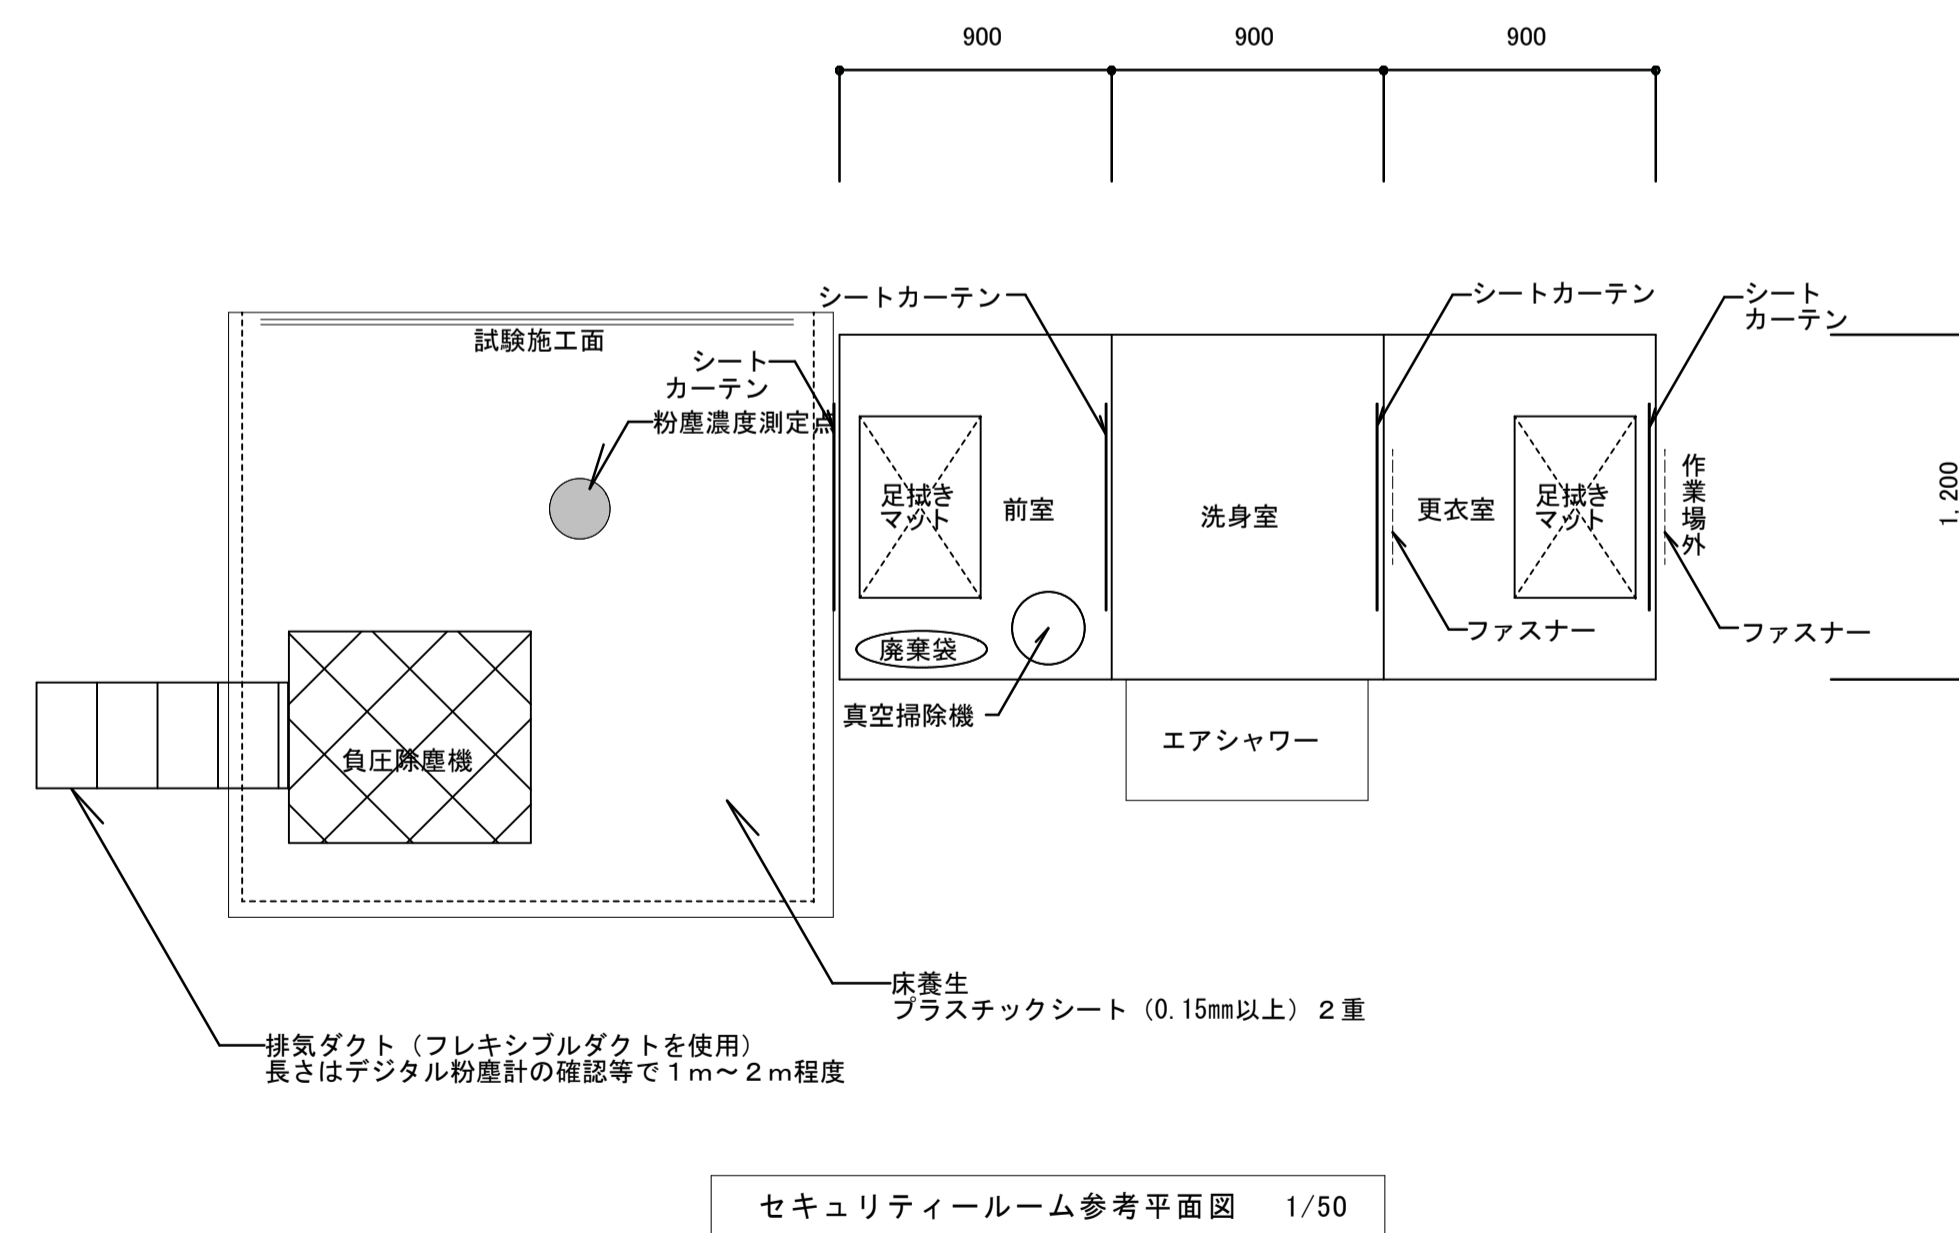 900
900
900
シートカーテン
シートカーテン
シート
カーテン
試験施工面
シート
カーテン
粉塵濃度測定点
足拭き
マット
前室
洗身室
更衣室
足拭き
マット
作業場外
1,200
廃棄袋
ファスナー
ファスナー
真空掃除機
エアシャワー
負圧除塵機
床養生
プラスチックシート（0.15㎜以上）２重
排気ダクト（フレキシブルダクトを使用）
長さはデジタル粉塵計の確認等で１ｍ～２ｍ程度
セキュリティールーム参考平面図　1/50